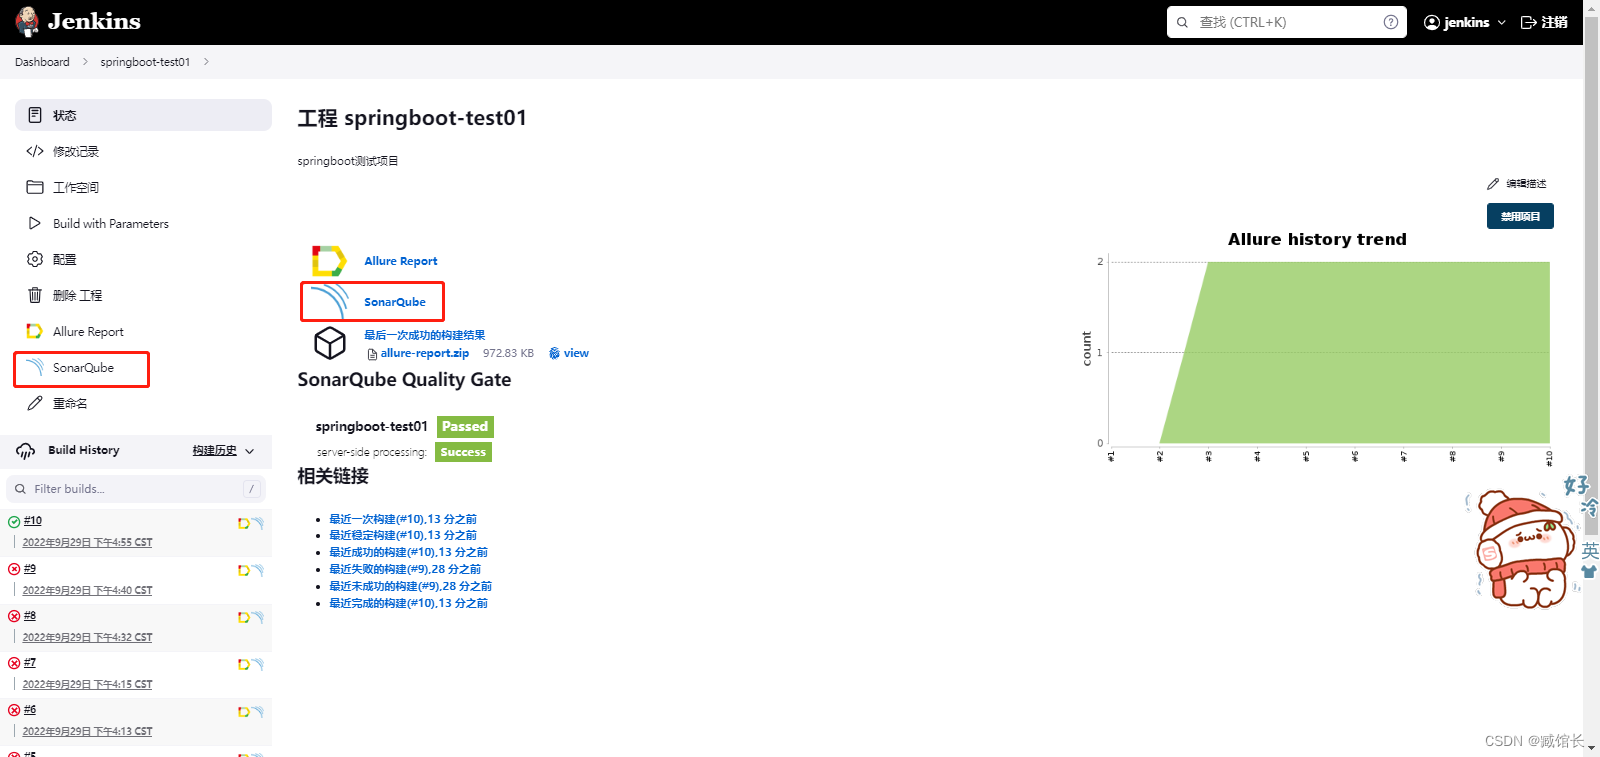 Jenkins
查找 (CTRL+K)
jenkins
注销
Dashboard
springboot-test01
状态
修改记录
工作空间
Build with Parameters
配置
删除 工程
Allure Report
SonarQube
重命名
Build History
构建历史
Filter builds...
/
#10
2022年9月29日 下午4:55 CST
#9
2022年9月29日 下午4:40 CST
#8
2022年9月29日 下午4:32 CST
#7
2022年9月29日 下午4:15 CST
#6
2022年9月29日 下午4:13 CST
#5
工程 springboot-test01
springboot测试项目
编辑描述
禁用项目
Allure Report
SonarQube
最后一次成功的构建结果
allure-report.zip 972.83 KB view
SonarQube Quality Gate
springboot-test01 Passed
server-side processing: Success
相关链接
最近一次构建(#10),13 分之前
最近稳定构建(#10),13 分之前
最近成功的构建(#10),13 分之前
最近失败的构建(#9),28 分之前
最近未成功的构建(#9),28 分之前
最近完成的构建(#10),13 分之前
Allure history trend
count
2
1
0
#1
#2
#3
#4
#5
#6
#7
#8
#9
#10
好冷
S
英
CSDN @臧馆长